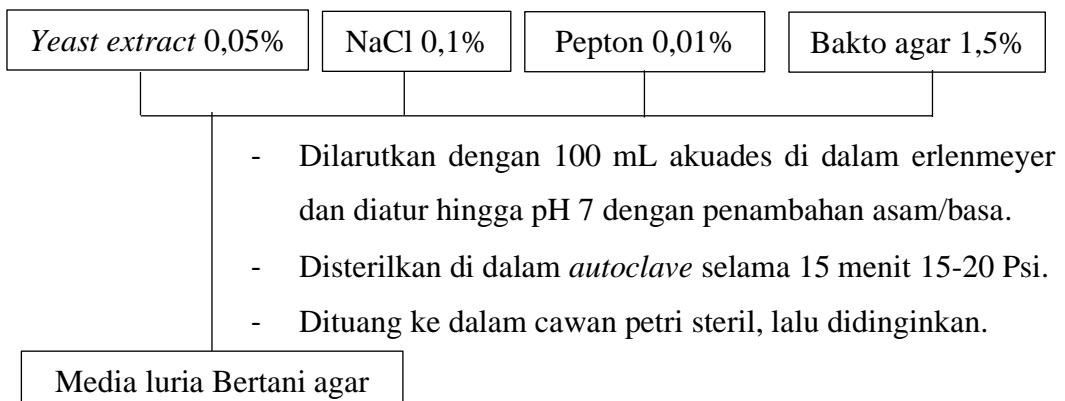 Yeast extract 0,05%
NaCl 0,1%
Pepton 0,01%
Bakto agar 1,5%
- Dilarutkan dengan 100 mL akuades di dalam erlenmeyer
dan diatur hingga pH 7 dengan penambahan asam/basa.
- Disterilkan di dalam autoclave selama 15 menit 15-20 Psi.
- Dituang ke dalam cawan petri steril, lalu didinginkan.
Media luria Bertani agar